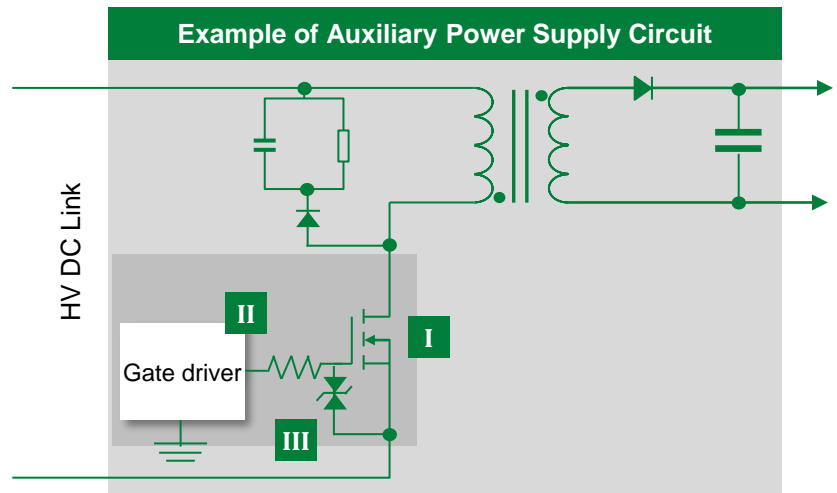 Example of Auxiliary Power Supply Circuit
HV DC Link
II
I
Gate driver
III